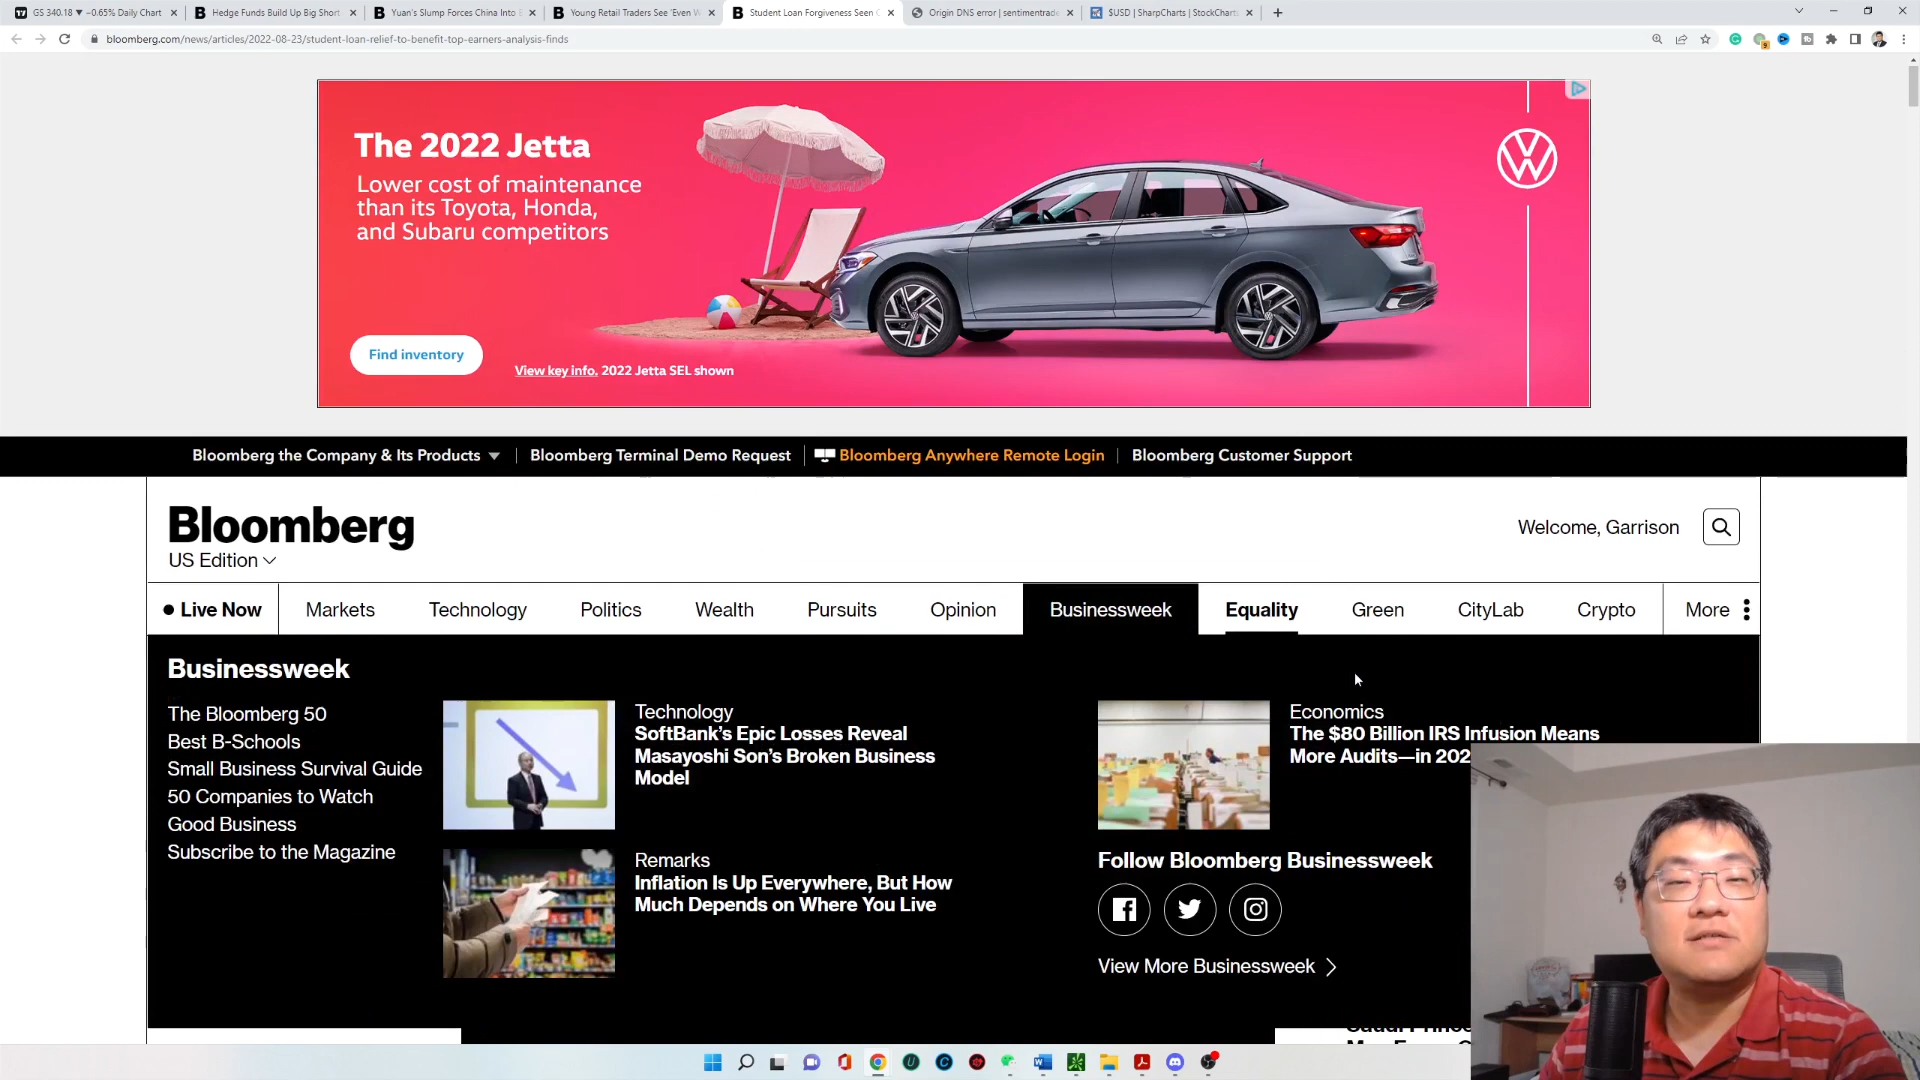 GS 340.18 ▼ −0.65% Daily Chart
Hedge Funds Build Up Big Short
Yuan's Slump Forces China Into
Young Retail Traders See 'Even W
Student Loan Forgiveness Seen
Origin DNS error | sentimentrade
$USD | SharpCharts | StockCharts
bloomberg.com/news/articles/2022-08-23/student-loan-relief-to-benefit-top-earners-analysis-finds
The 2022 Jetta
Lower cost of maintenance
than its Toyota, Honda,
and Subaru competitors
Find inventory
View key info. 2022 Jetta SEL shown
Bloomberg the Company & Its Products
Bloomberg Terminal Demo Request
Bloomberg Anywhere Remote Login
Bloomberg Customer Support
Bloomberg
US Edition
Welcome, Garrison
Live Now
Markets
Technology
Politics
Wealth
Pursuits
Opinion
Businessweek
Equality
Green
CityLab
Crypto
More
Businessweek
The Bloomberg 50
Best B-Schools
Small Business Survival Guide
50 Companies to Watch
Good Business
Subscribe to the Magazine
Technology
SoftBank's Epic Losses Reveal
Masayoshi Son's Broken Business
Model
Remarks
Inflation Is Up Everywhere, But How
Much Depends on Where You Live
Economics
The $80 Billion IRS Infusion Means
More Audits—in 202
Follow Bloomberg Businessweek
View More Businessweek